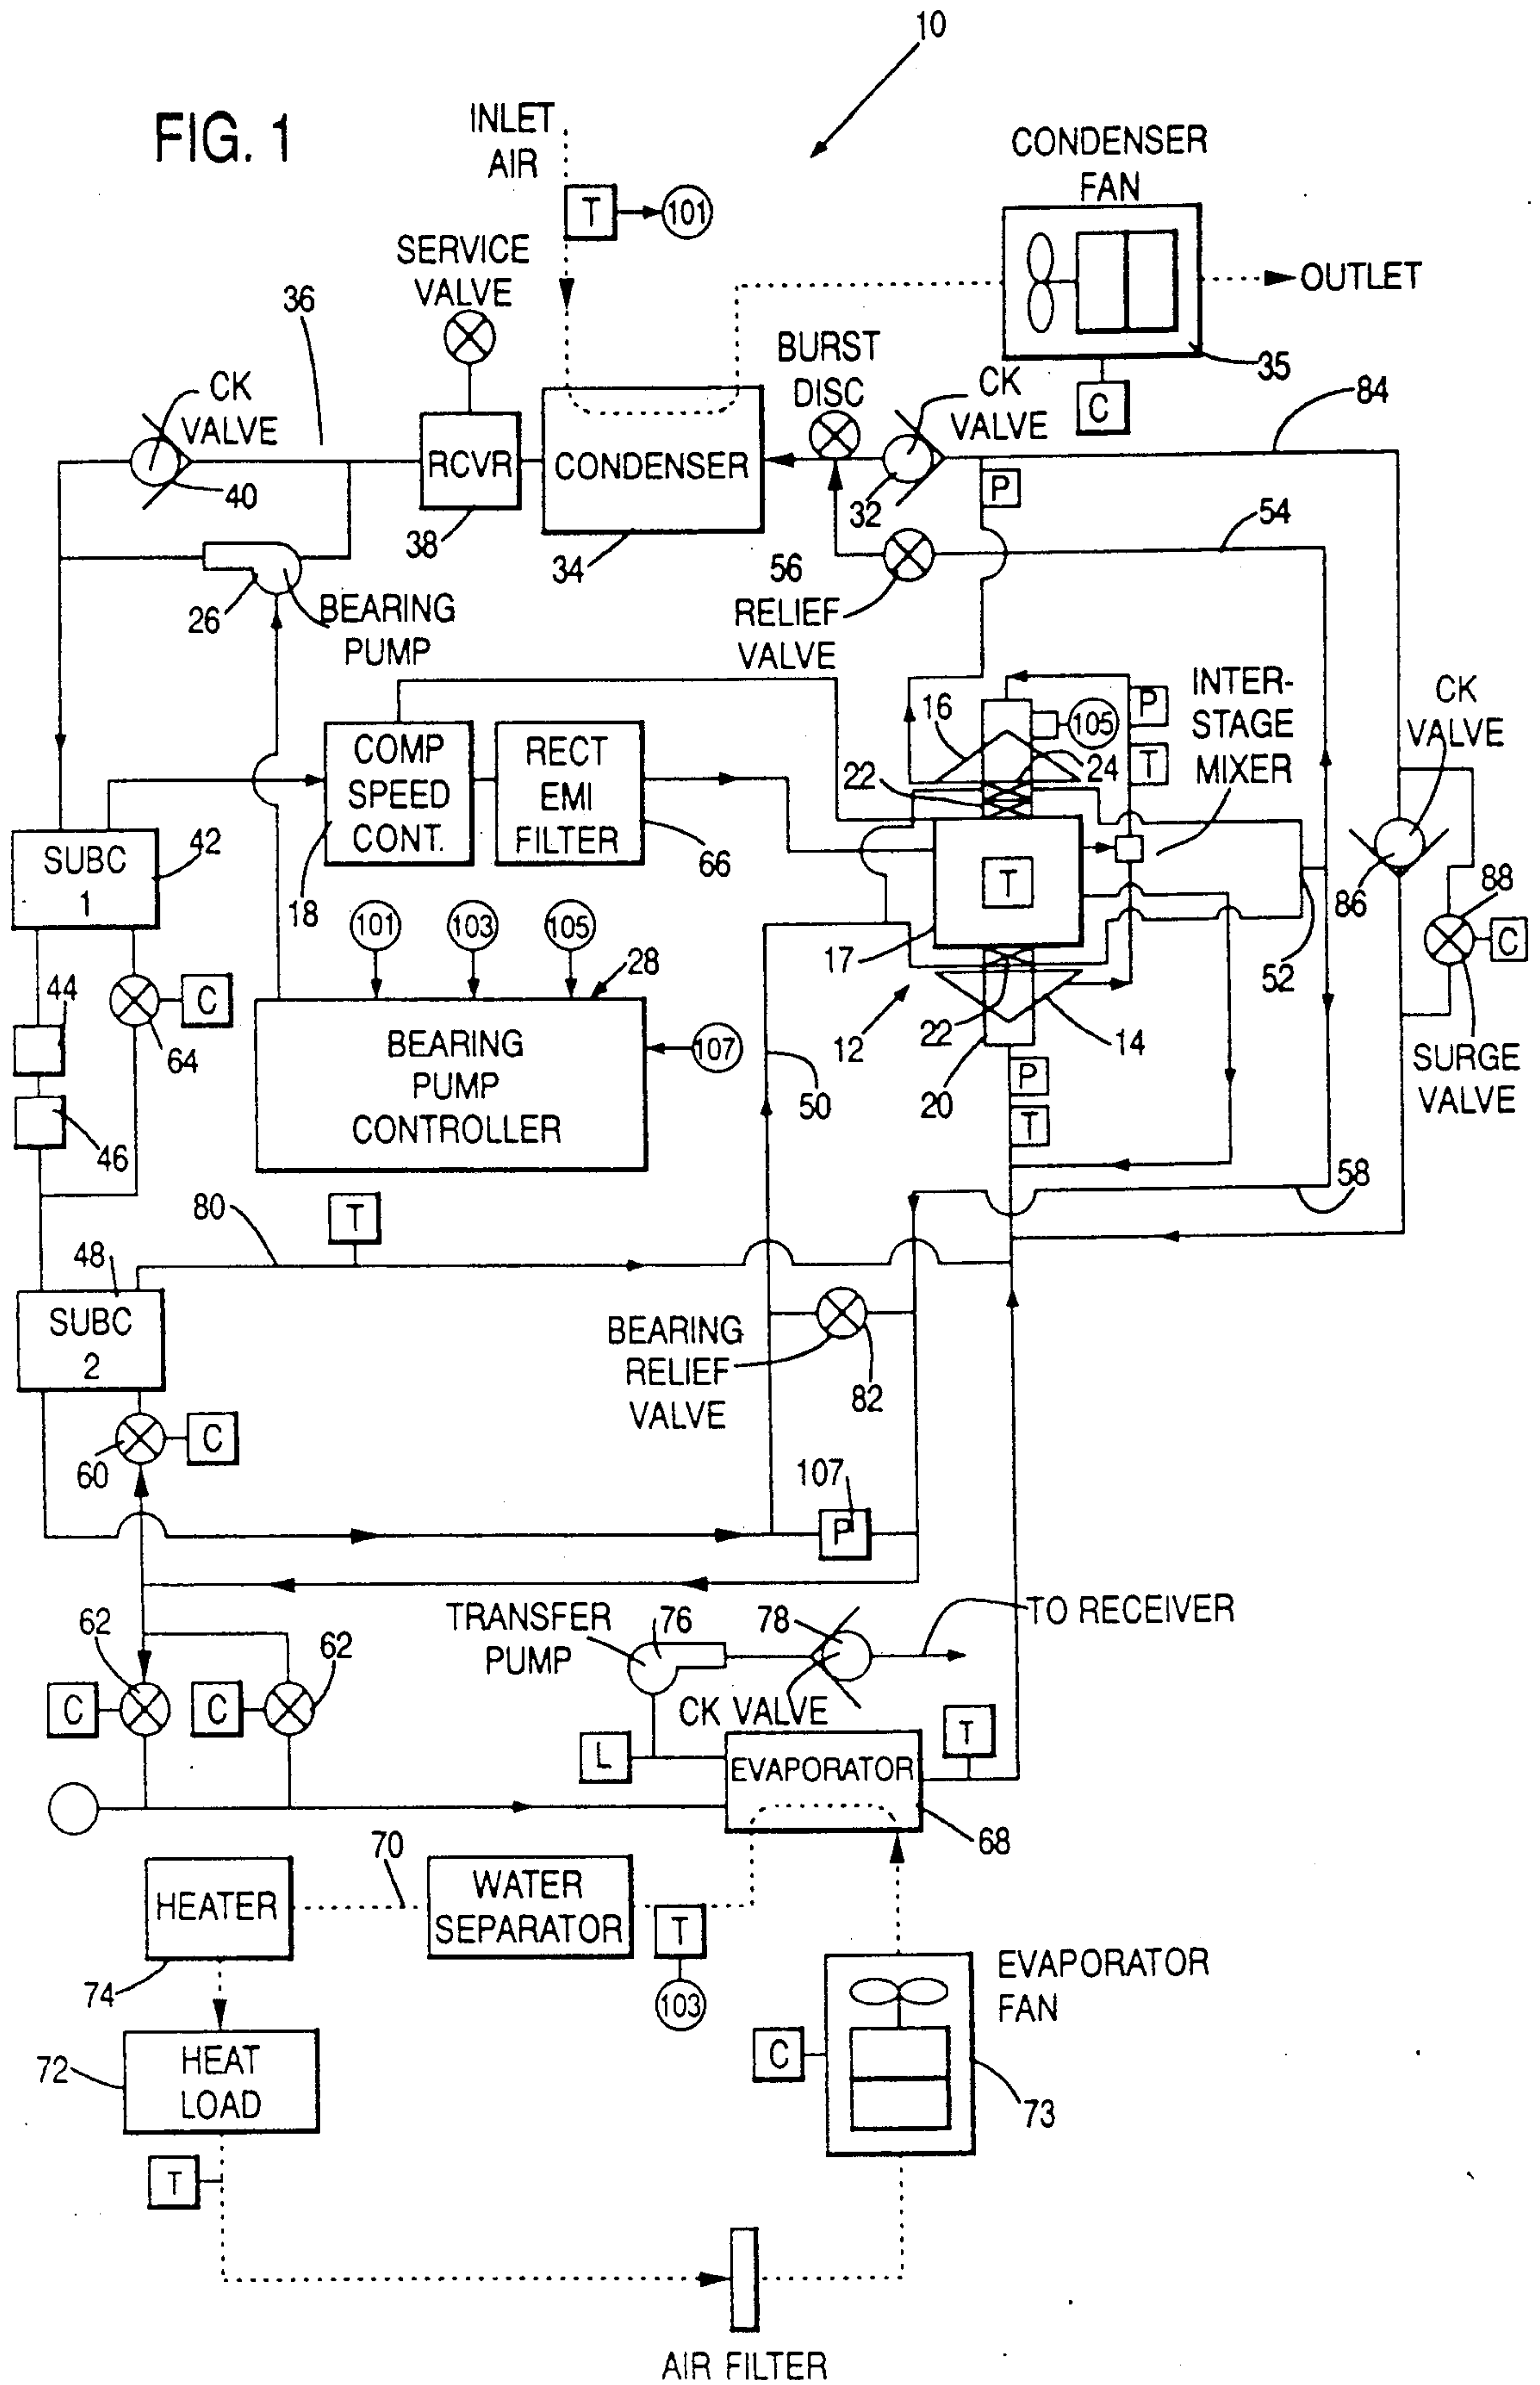 10
FIG. 1
INLET
AIR
T
101
CONDENSER
FAN
OUTLET
35
C
SERVICE
VALVE
36
CK
VALVE
40
RCVR
38
CONDENSER
34
BURST
DISC
CK
VALVE
32
P
84
54
56
RELIEF
VALVE
26
BEARING
PUMP
COMP
SPEED
CONT.
18
RECT
EMI
FILTER
66
16
105
22
24
P
T
INTER-
STAGE
MIXER
CK
VALVE
86
88
C
SURGE
VALVE
SUBC
1
42
T
17
52
101
103
105
28
BEARING
PUMP
CONTROLLER
107
44
46
64
C
12
22
14
20
50
P
T
58
80
T
48
SUBC
2
60
C
BEARING
RELIEF
VALVE
82
107
P
TRANSFER
PUMP
76
78
TO RECEIVER
CK VALVE
62
C
62
C
L
EVAPORATOR
T
68
70
HEATER
74
WATER
SEPARATOR
T
103
EVAPORATOR
FAN
C
73
72
HEAT
LOAD
T
AIR FILTER